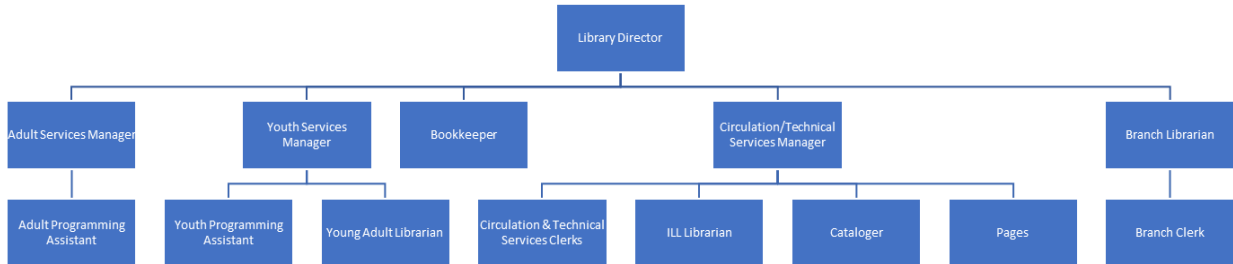 Library Director
Adult Services Manager
Youth Services
Manager
Bookkeeper
Circulation/Technical
Services Manager
Branch Librarian
Adult Programming
Assistant
Youth Programming
Assistant
Young Adult Librarian
Circulation & Technical
Services Clerks
ILL Librarian
Cataloger
Pages
Branch Clerk